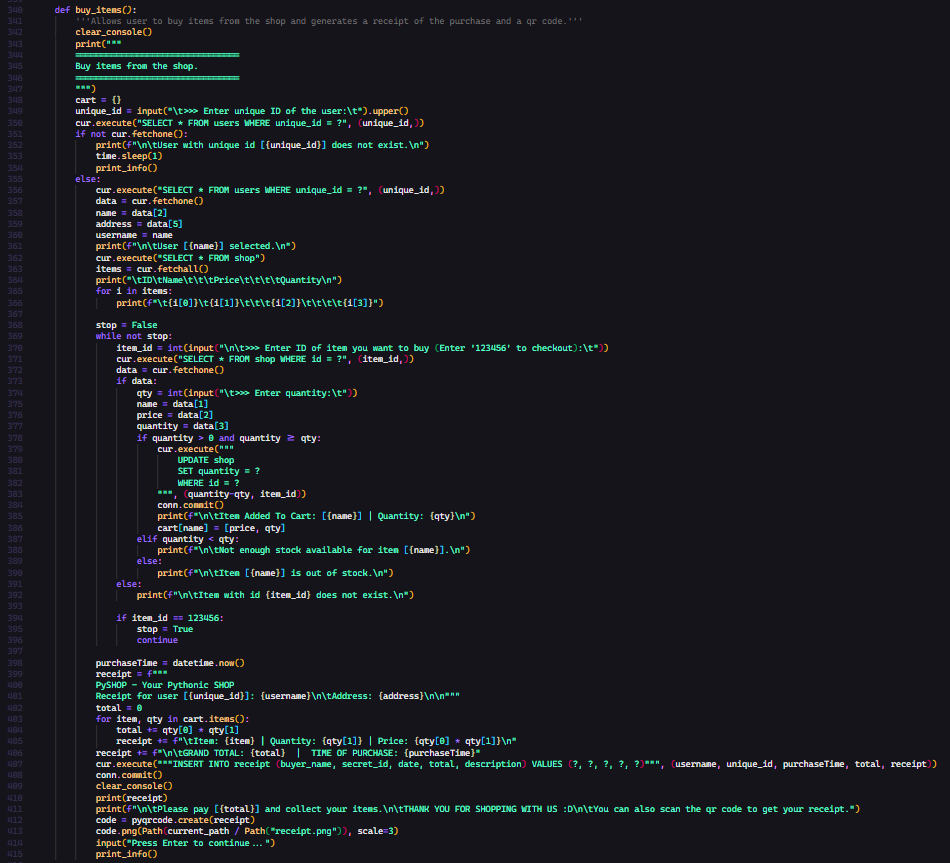 340 def buy_items():
341 '''Allows user to buy items from the shop and generates a receipt of the purchase and a qr code.'''
342 clear_console()
343 print("""
344 ================================
345 Buy items from the shop.
346 ================================
347 """)
348 cart = {}
349 unique_id = input("\t>>> Enter unique ID of the user:\t").upper()
350 cur.execute("SELECT * FROM users WHERE unique_id = ?", (unique_id,))
351 if not cur.fetchone():
352 print(f"\n\tUser with unique id [{unique_id}] does not exist.\n")
353 time.sleep(1)
354 print_info()
355 else:
356 cur.execute("SELECT * FROM users WHERE unique_id = ?", (unique_id,))
357 data = cur.fetchone()
358 name = data[2]
359 address = data[5]
360 username = name
361 print(f"\n\tUser [{name}] selected.\n")
362 cur.execute("SELECT * FROM shop")
363 items = cur.fetchall()
364 print("\tID\tName\t\t\tPrice\t\t\t\tQuantity\n")
365 for i in items:
366 print(f"\t{i[0]}\t{i[1]}\t\t\t{i[2]}\t\t\t\t{i[3]}")
367
368 stop = False
369 while not stop:
370 item_id = int(input("\n\t>>> Enter ID of item you want to buy (Enter '123456' to checkout):\t"))
371 cur.execute("SELECT * FROM shop WHERE id = ?", (item_id,))
372 data = cur.fetchone()
373 if data:
374 qty = int(input("\t>>> Enter quantity:\t"))
375 name = data[1]
376 price = data[2]
377 quantity = data[3]
378 if quantity > 0 and quantity ≥ qty:
379 cur.execute("""
380 UPDATE shop
381 SET quantity = ?
382 WHERE id = ?
383 """, (quantity-qty, item_id))
384 conn.commit()
385 print(f"\n\tItem Added To Cart: [{name}] | Quantity: {qty}\n")
386 cart[name] = [price, qty]
387 elif quantity < qty:
388 print(f"\n\tNot enough stock available for item [{name}].\n")
389 else:
390 print(f"\n\tItem [{name}] is out of stock.\n")
391 else:
392 print(f"\n\tItem with id {item_id} does not exist.\n")
393
394 if item_id == 123456:
395 stop = True
396 continue
397
398 purchaseTime = datetime.now()
399 receipt = f"""
400 PySHOP - Your Pythonic SHOP
401 Receipt for user [{unique_id}]: {username}\n\tAddress: {address}\n\n"""
402 total = 0
403 for item, qty in cart.items():
404 total += qty[0] * qty[1]
405 receipt += f"\tItem: {item} | Quantity: {qty[1]} | Price: {qty[0] * qty[1]}\n"
406 receipt += f"\n\tGRAND TOTAL: {total} | TIME OF PURCHASE: {purchaseTime}"
407 cur.execute("""INSERT INTO receipt (buyer_name, secret_id, date, total, description) VALUES (?, ?, ?, ?, ?)""", (username, unique_id, purchaseTime, total, receipt))
408 conn.commit()
409 clear_console()
410 print(receipt)
411 print(f"\n\tPlease pay [{total}] and collect your items.\n\tTHANK YOU FOR SHOPPING WITH US :D\n\tYou can also scan the qr code to get your receipt.")
412 code = pyqrcode.create(receipt)
413 code.png(Path(current_path / Path("receipt.png")), scale=3)
414 input("Press Enter to continue...")
415 print_info()